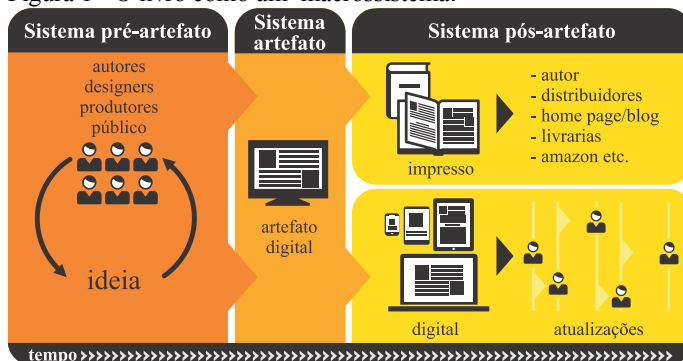 Figura 1 - O livro como um macrossistema.
Sistema pré-artefato
autores
designers
produtores
público
ideia
Sistema
artefato
artefato
digital
Sistema pós-artefato
impresso
- autor
- distribuidores
- home page/blog
- livrarias
- amazon etc.
digital
atualizações
tempo